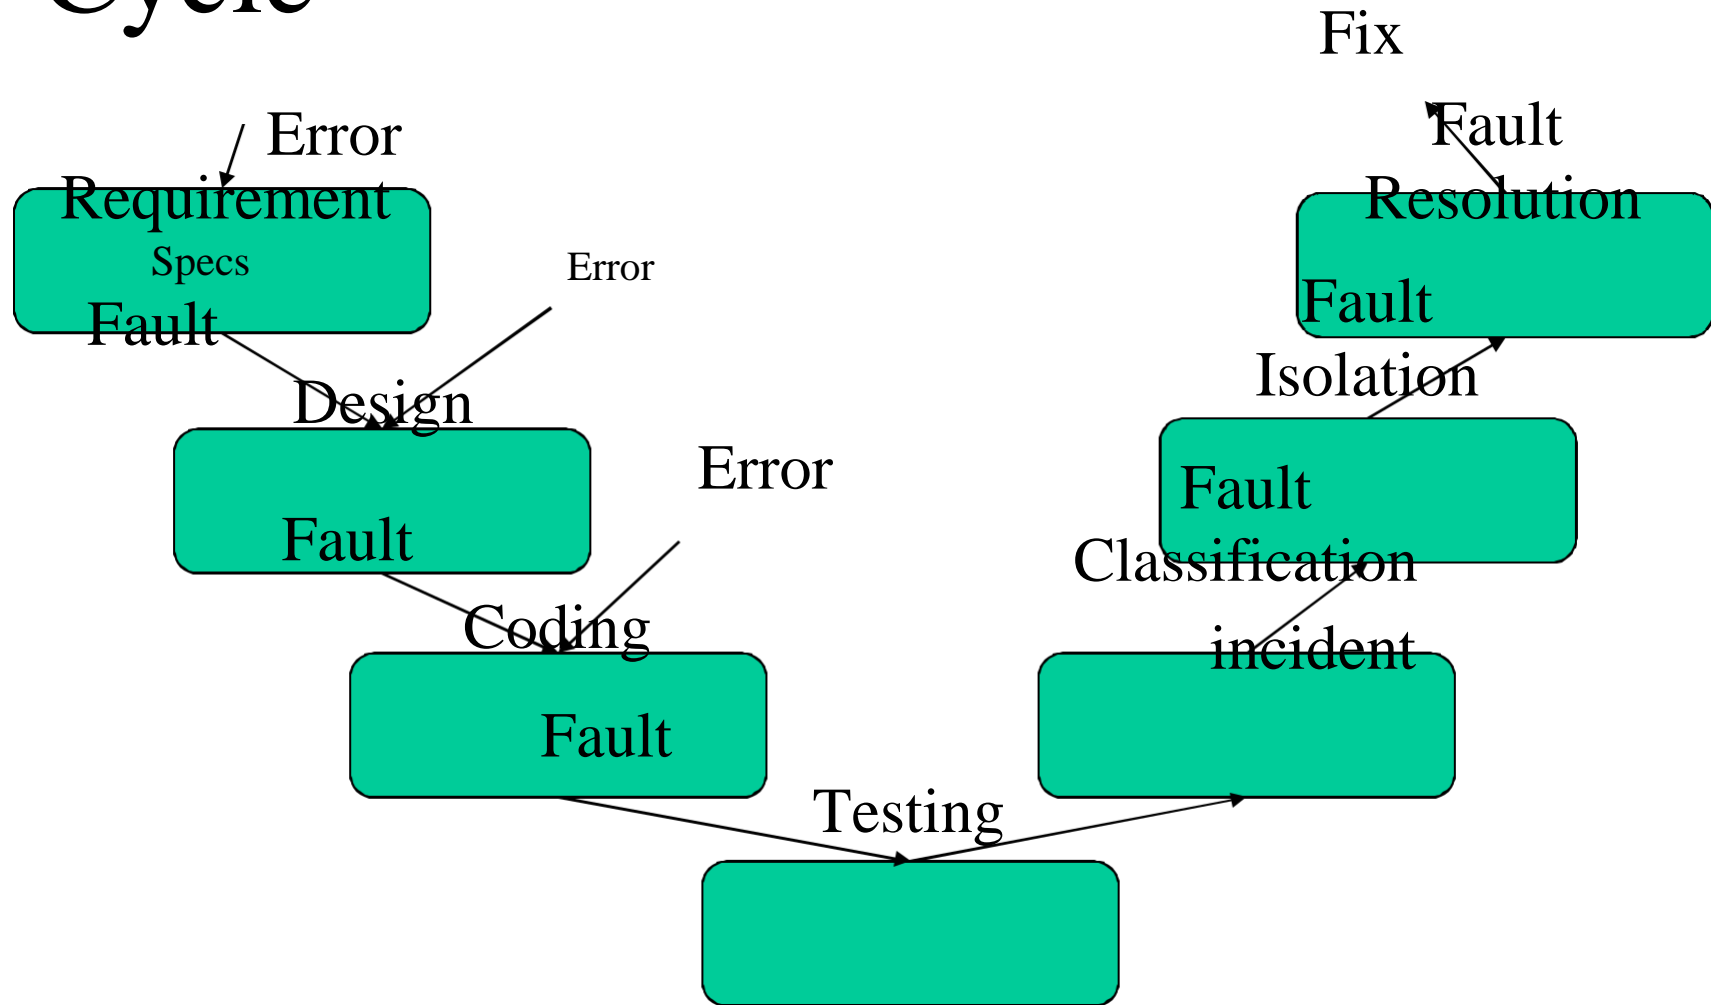 Cycle
Fix
Error
Fault
Requirement
Resolution
Specs
Error
Fault
Fault
Isolation
Design
Error
Fault
Fault
Classification
Coding
incident
Fault
Testing